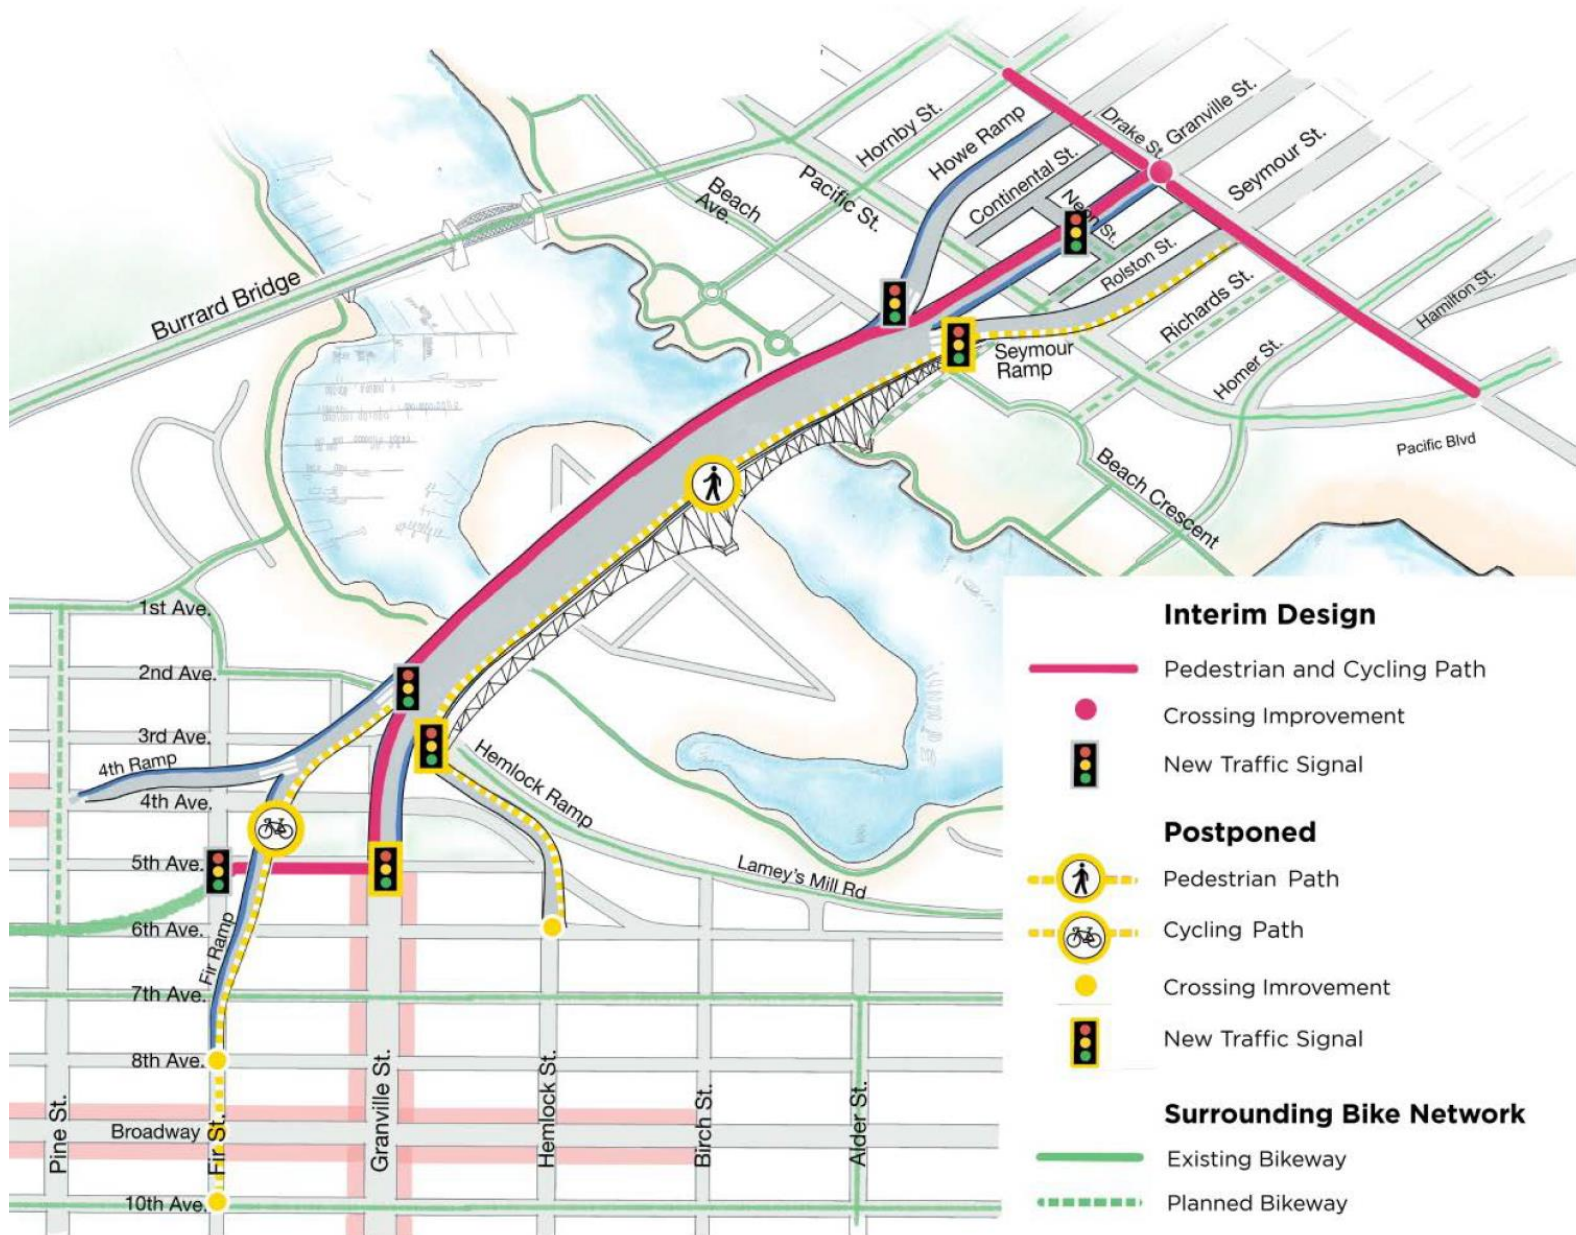 Hornby St.
Howe Ramp
Drake St.
Granville St.
Seymour St.
Continental St.
Neon St.
Beach
Ave.
Pacific St.
Rolston St.
Richards St.
Hamilton St.
Burrard Bridge
Seymour
Ramp
Homer St.
Pacific Blvd
Beach Crescent
1st Ave.
2nd Ave.
3rd Ave.
4th Ramp
4th Ave.
Hemlock Ramp
5th Ave.
Lamey's Mill Rd
6th Ave.
Fir Ramp
7th Ave.
8th Ave.
Broadway
10th Ave.
Pine St.
Fir St.
Granville St.
Hemlock St.
Birch St.
Alder St.
Interim Design
Pedestrian and Cycling Path
Crossing Improvement
New Traffic Signal
Postponed
Pedestrian Path
Cycling Path
Crossing Imrovement
New Traffic Signal
Surrounding Bike Network
Existing Bikeway
Planned Bikeway